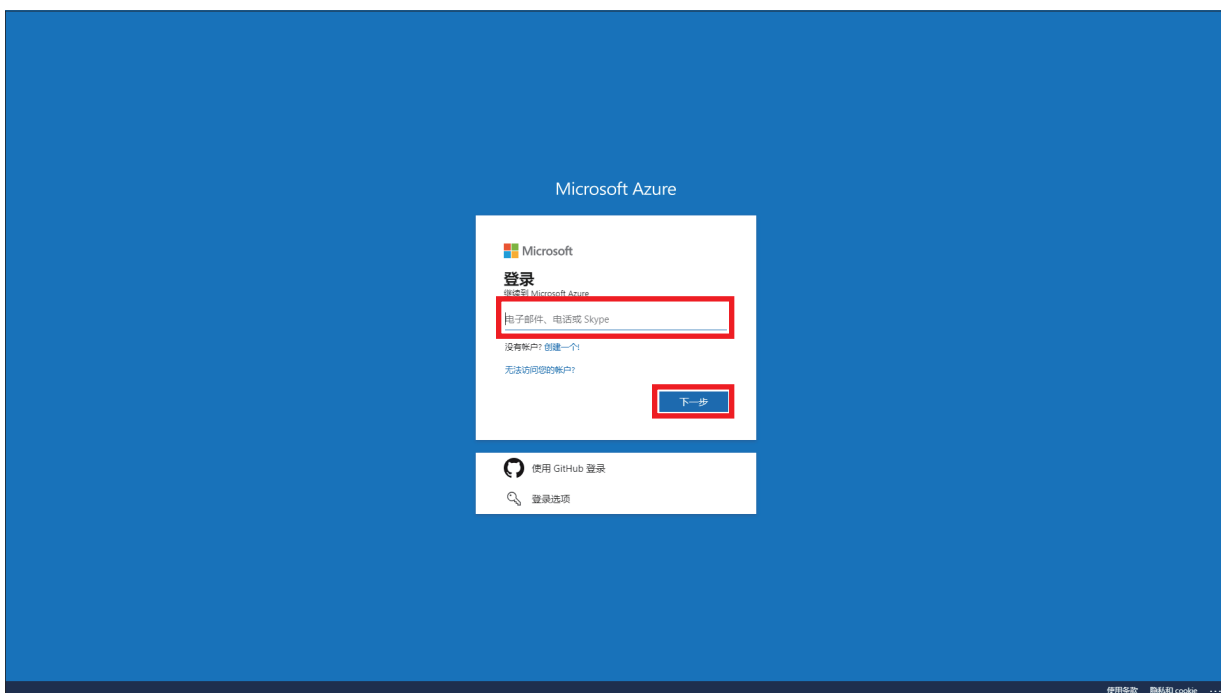 Microsoft Azure
Microsoft
登录
继续到 Microsoft Azure
电子邮件、电话或 Skype
没有帐户? 创建一个!
无法访问您的帐户?
下一步
使用 GitHub 登录
登录选项
使用条款 隐私和 cookie ...